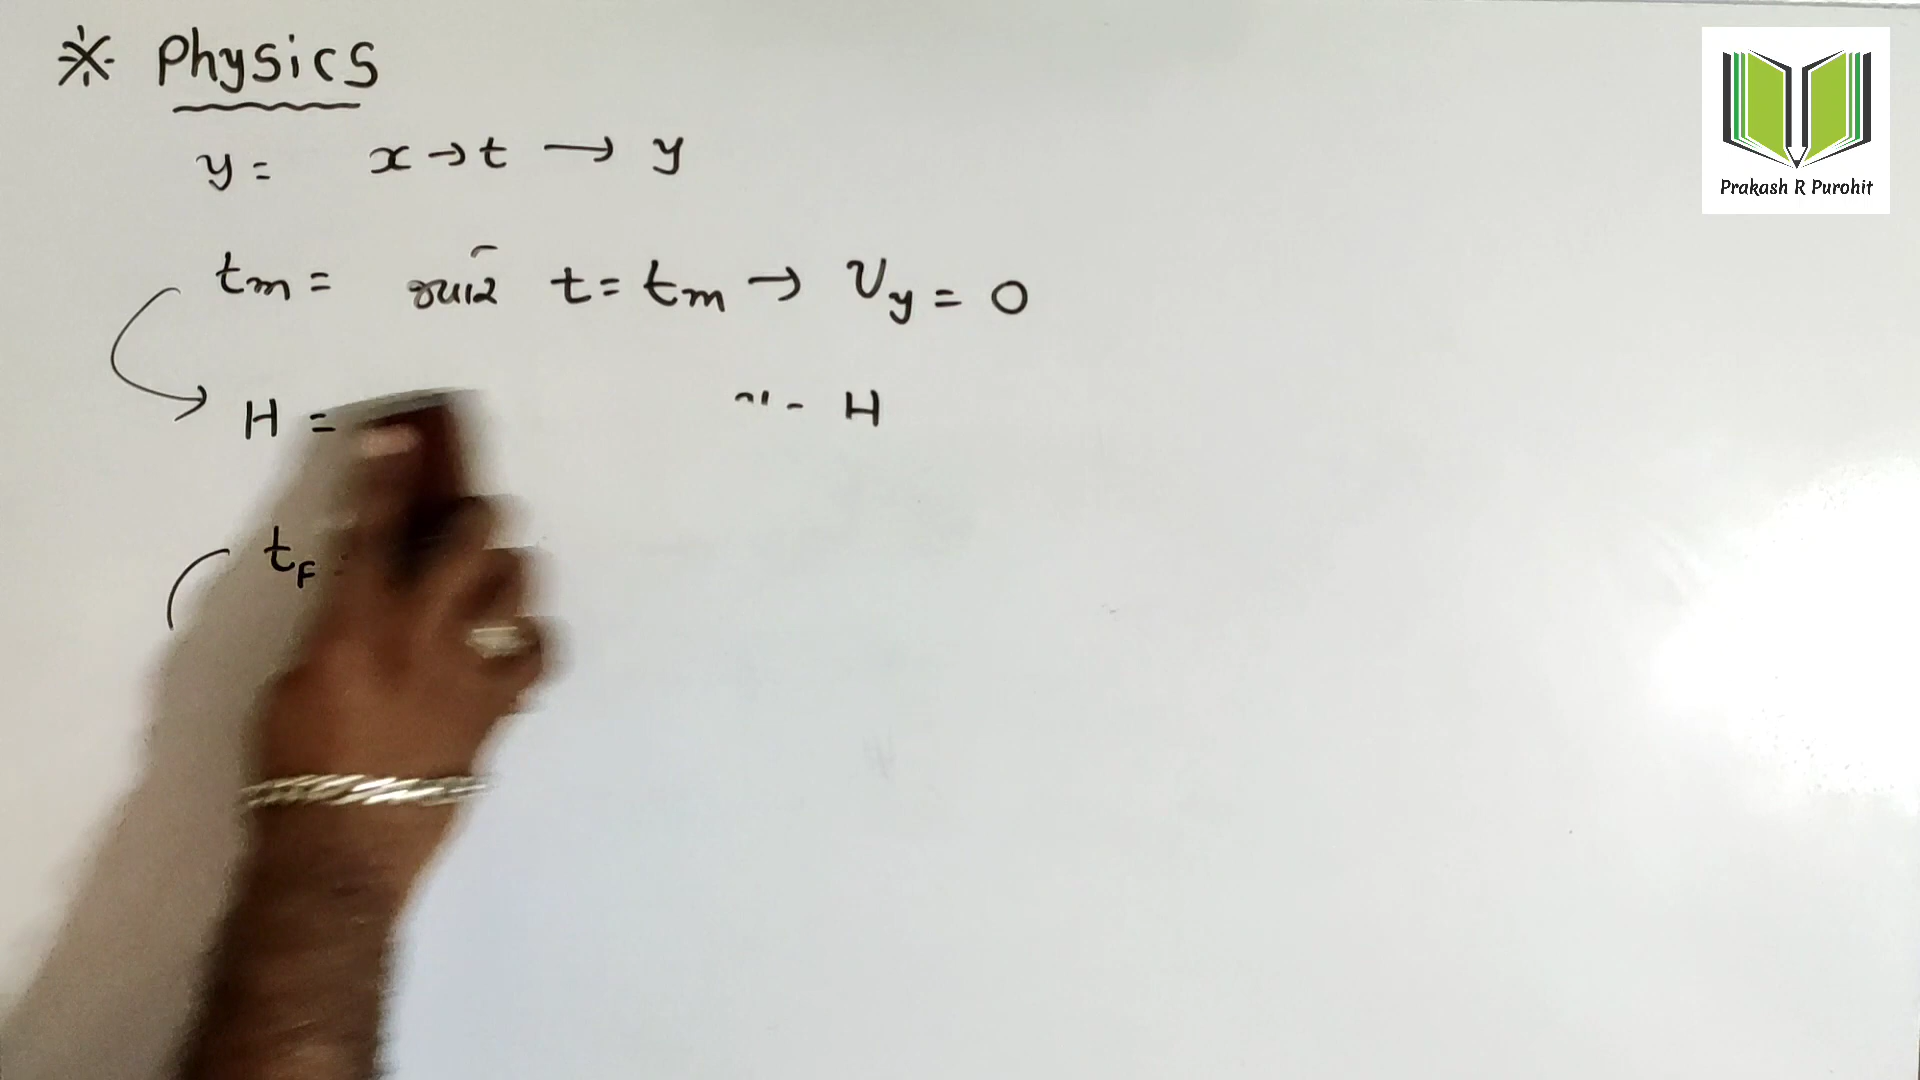 ※ Physics
y = x → t → y
tm = જ્યારે t = tm → Vy = 0
H = H
tF
Prakash R Purohit